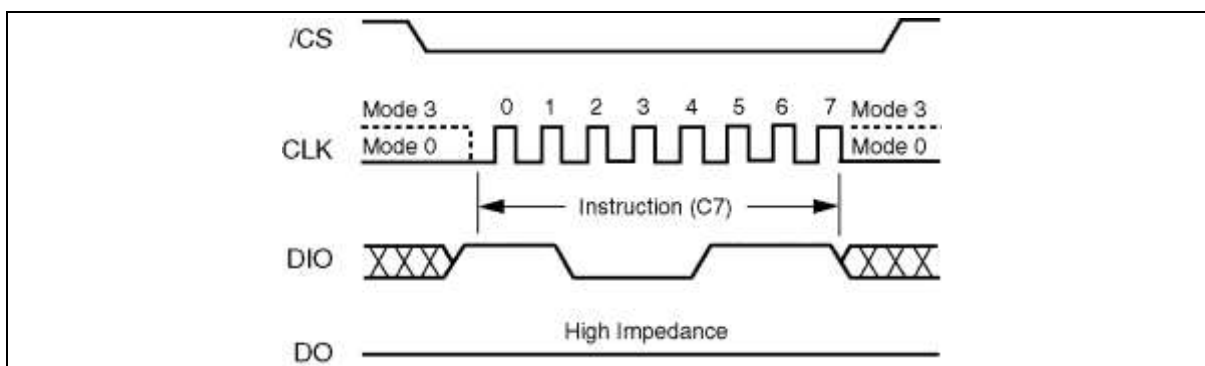 /CS
Mode 3 0 1 2 3 4 5 6 7 Mode 3
CLK Mode 0 Mode 0
Instruction (C7)
DIO
High Impedance
DO